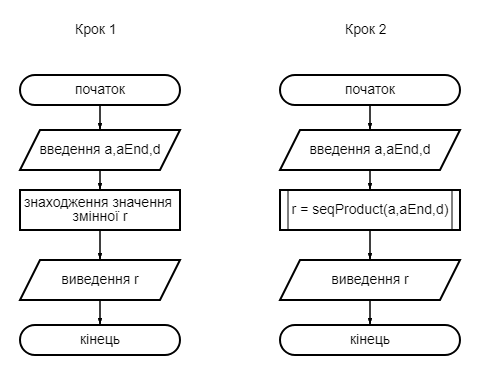 Крок 1
початок
введення a,aEnd,d
знаходження значення
змінної r
виведення r
кінець
Крок 2
початок
введення a,aEnd,d
r = seqProduct(a,aEnd,d)
виведення r
кінець